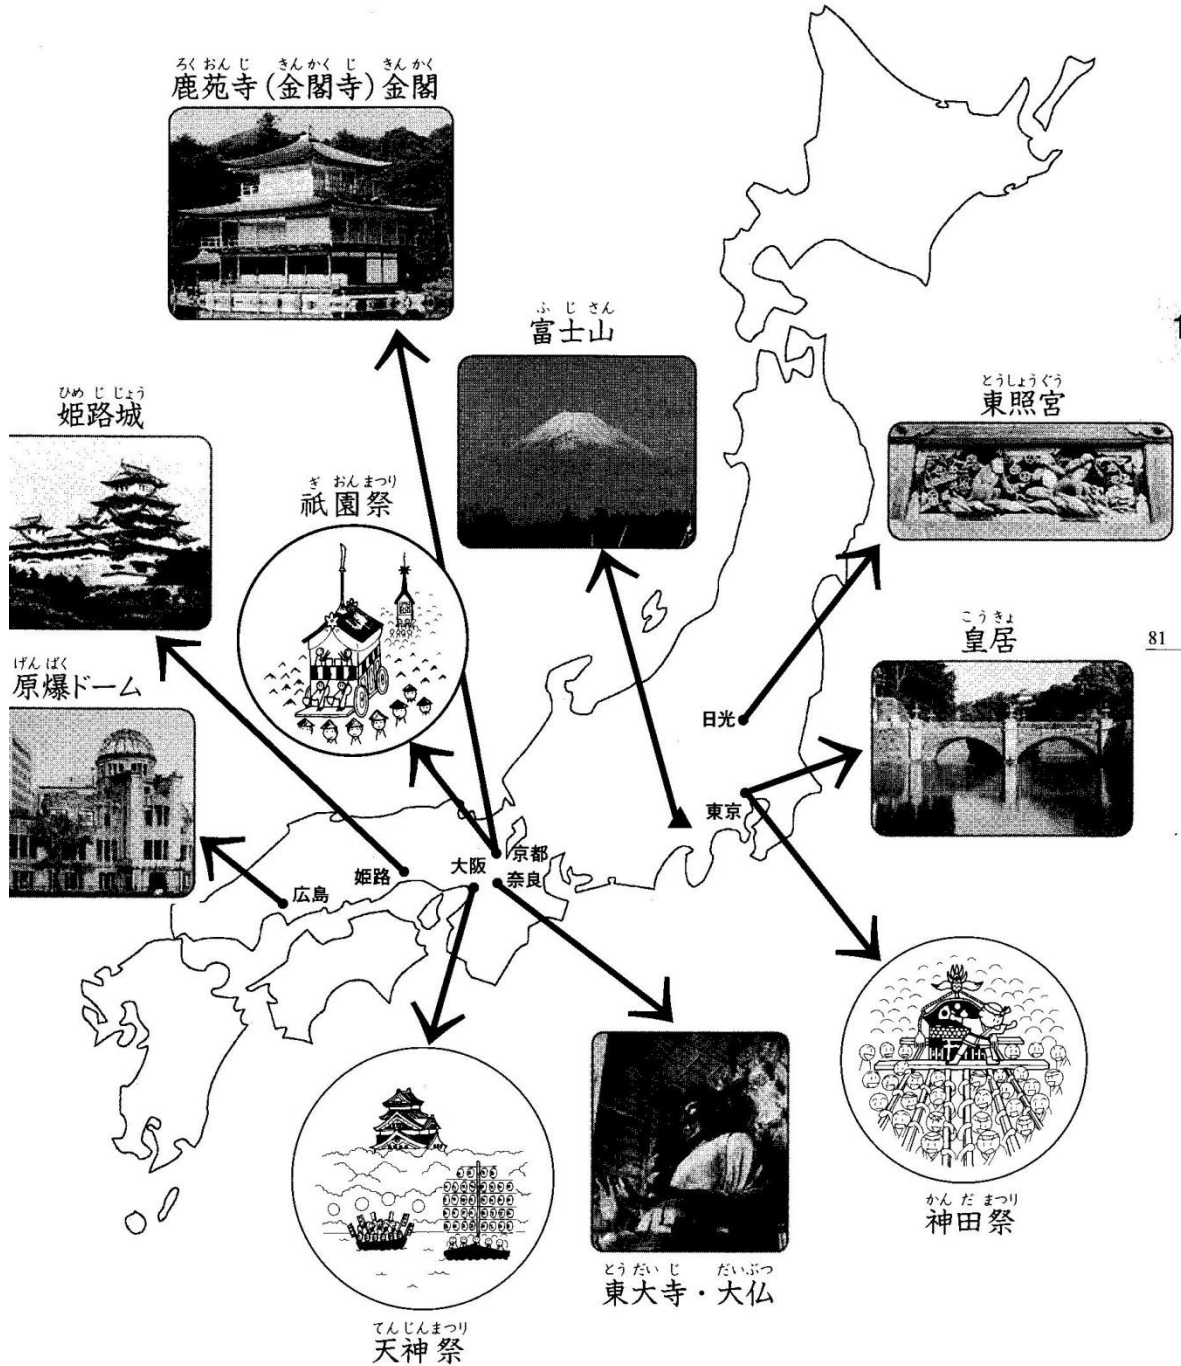 ろくおんじ きんかくじ きんかく
鹿苑寺(金閣寺)金閣
ふじさん
富士山
とうしょうぐう
東照宮
ひめじじょう
姫路城
ぎおんまつり
祇園祭
こうきょ
皇居
81
げんばく
原爆ドーム
日光
東京
京都
大阪
奈良
姫路
広島
かんだまつり
神田祭
とうだいじ だいぶつ
東大寺・大仏
てんじんまつり
天神祭